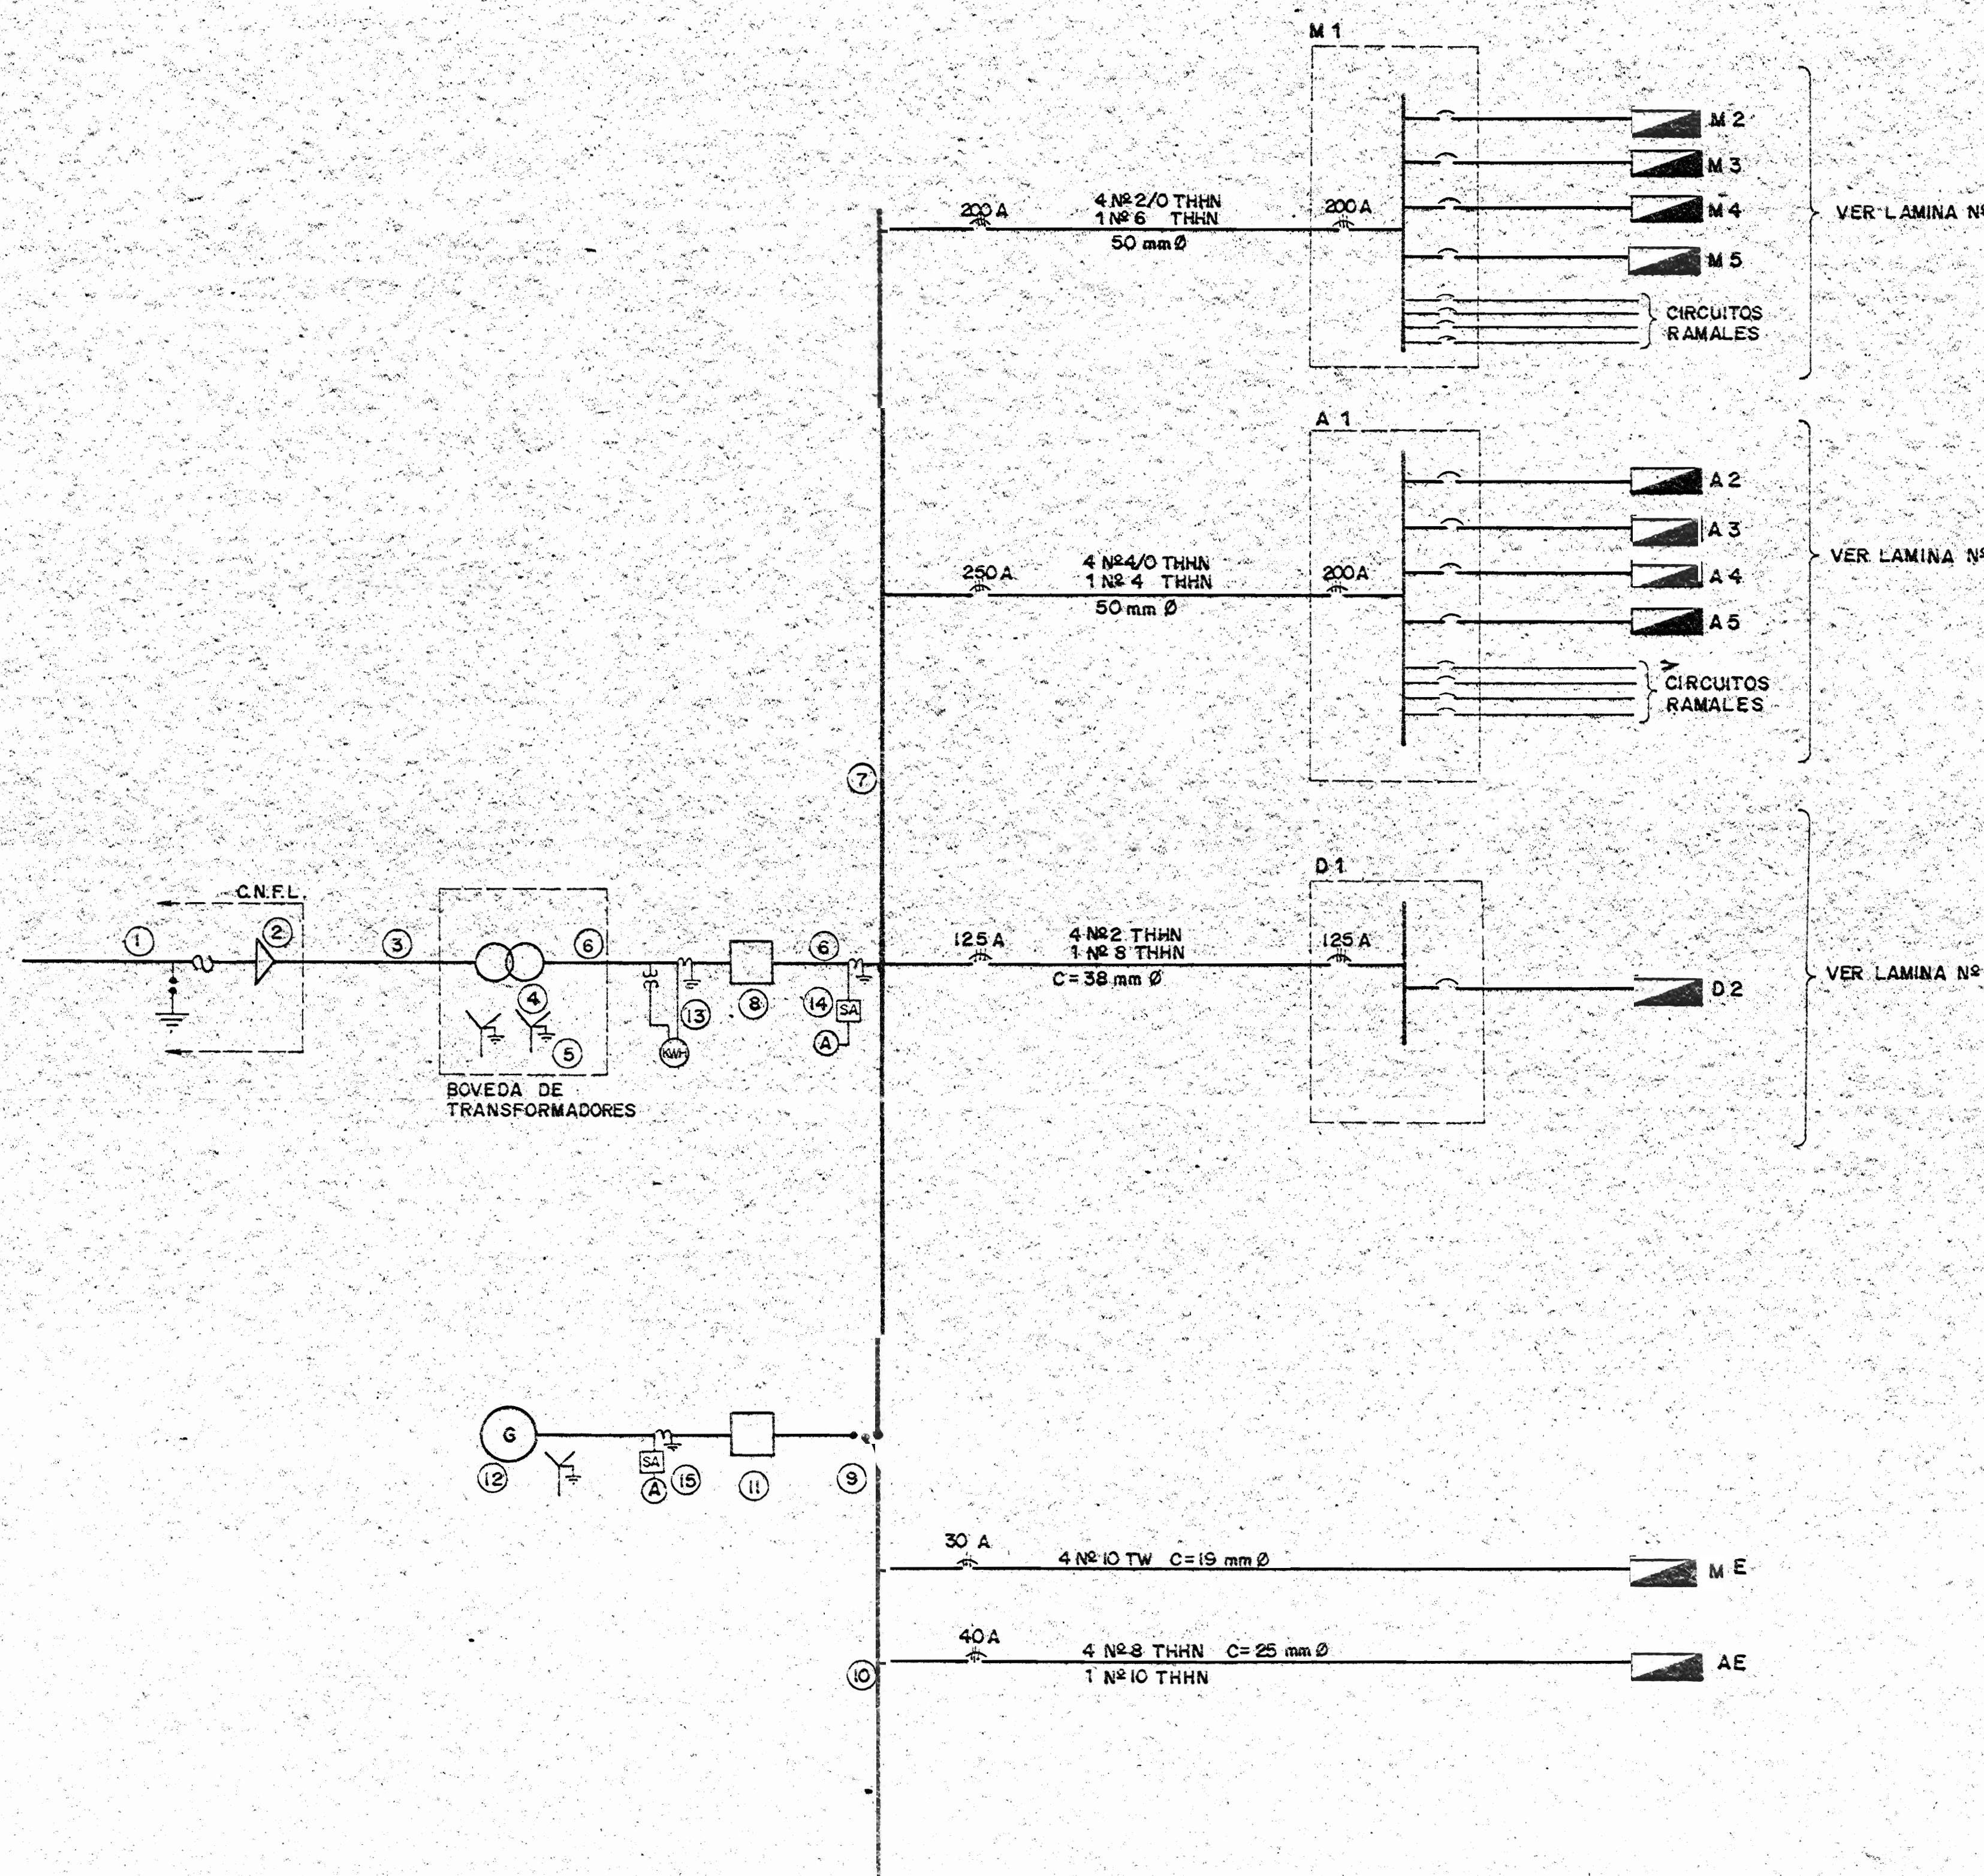 M 1
M 2
M 3
M 4
M 5
200 A
4 Nº 2/0 THHN
1 Nº 6 THHN
50 mm Ø
200 A
VER LAMINA Nº
CIRCUITOS
RAMALES
A 1
A 2
A 3
A 4
A 5
250 A
4 Nº 4/0 THHN
1 Nº 4 THHN
50 mm Ø
200 A
VER LAMINA Nº
CIRCUITOS
RAMALES
7
D 1
C.N.F.L.
1
2
3
6
6
125 A
4 Nº 2 THHN
1 Nº 8 THHN
C = 38 mm Ø
125 A
VER LAMINA Nº
D 2
4
5
13
8
14
SA
KWH
A
BOVEDA DE
TRANSFORMADORES
G
12
SA
A
15
11
9
30 A
4 Nº 10 TW C = 19 mm Ø
M E
40 A
4 Nº 8 THHN C = 25 mm Ø
1 Nº 10 THHN
AE
10